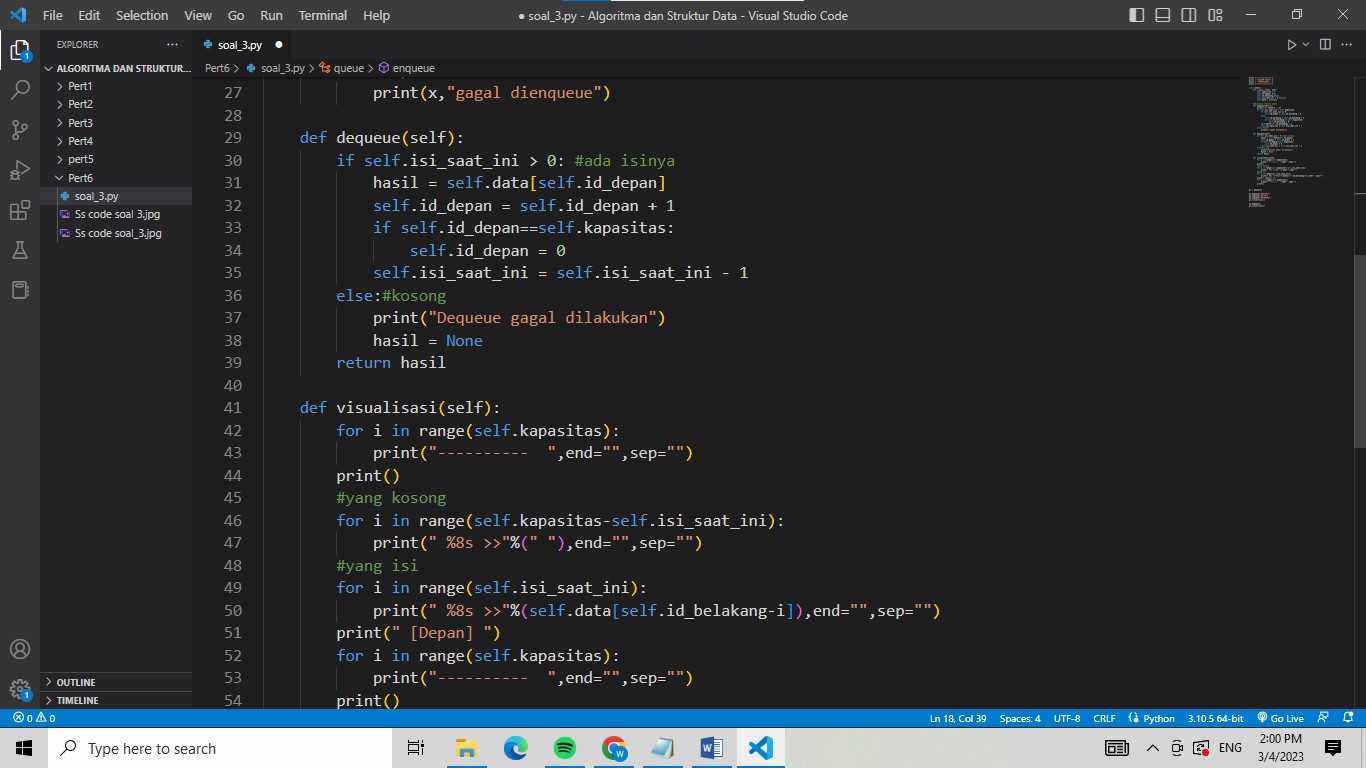 File Edit Selection View Go Run Terminal Help
● soal_3.py - Algoritma dan Struktur Data - Visual Studio Code
EXPLORER
ALGORITMA DAN STRUKTUR...
Pert1
Pert2
Pert3
Pert4
pert5
Pert6
soal_3.py
Ss code soal 3.jpg
Ss code soal_3.jpg
OUTLINE
TIMELINE
soal_3.py ●
Pert6 > soal_3.py > queue > enqueue
27 print(x,"gagal dienqueue")
28
29 def dequeue(self):
30 if self.isi_saat_ini > 0: #ada isinya
31 hasil = self.data[self.id_depan]
32 self.id_depan = self.id_depan + 1
33 if self.id_depan==self.kapasitas:
34 self.id_depan = 0
35 self.isi_saat_ini = self.isi_saat_ini - 1
36 else:#kosong
37 print("Dequeue gagal dilakukan")
38 hasil = None
39 return hasil
40
41 def visualisasi(self):
42 for i in range(self.kapasitas):
43 print("----------  ",end="",sep="")
44 print()
45 #yang kosong
46 for i in range(self.kapasitas-self.isi_saat_ini):
47 print(" %8s >>"%(" "),end="",sep="")
48 #yang isi
49 for i in range(self.isi_saat_ini):
50 print(" %8s >>"%(self.data[self.id_belakang-i]),end="",sep="")
51 print(" [Depan] ")
52 for i in range(self.kapasitas):
53 print("----------  ",end="",sep="")
54 print()
0 0 Ln 18, Col 39 Spaces: 4 UTF-8 CRLF Python 3.10.5 64-bit Go Live
Type here to search
ENG
2:00 PM
3/4/2023